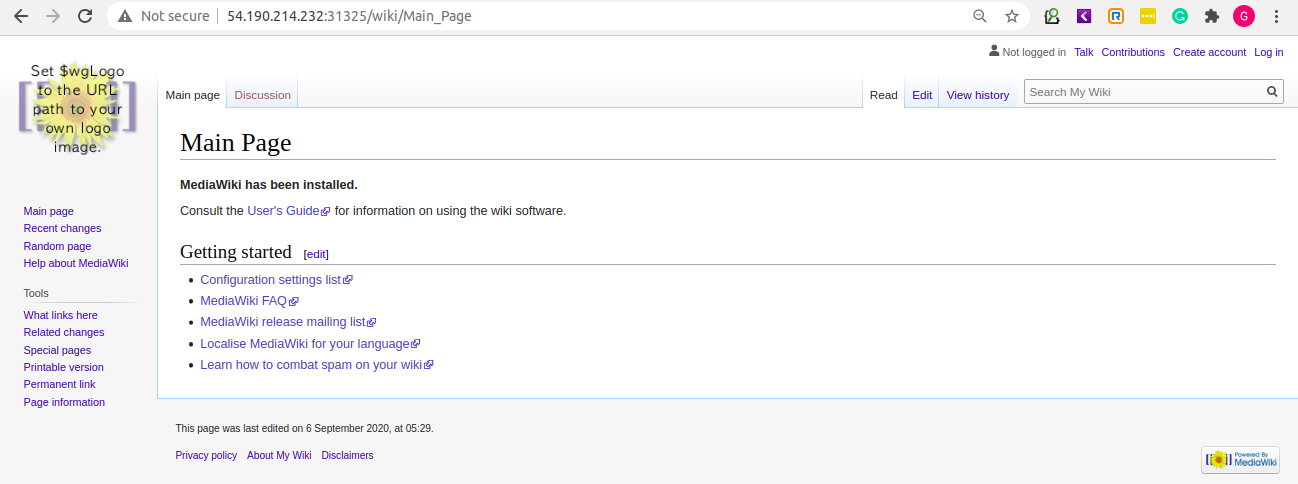 Not secure 54.190.214.232:31325/wiki/Main_Page
G
Not logged in Talk Contributions Create account Log in
Set $wgLogo
to the URL
path to your
own logo
image.
Main page Discussion Read Edit View history Search My Wiki
Main Page
MediaWiki has been installed.
Consult the User's Guide for information on using the wiki software.
Getting started [edit]
Configuration settings list
MediaWiki FAQ
MediaWiki release mailing list
Localise MediaWiki for your language
Learn how to combat spam on your wiki
Main page
Recent changes
Random page
Help about MediaWiki
Tools
What links here
Related changes
Special pages
Printable version
Permanent link
Page information
This page was last edited on 6 September 2020, at 05:29.
Privacy policy About My Wiki Disclaimers
Powered By
MediaWiki